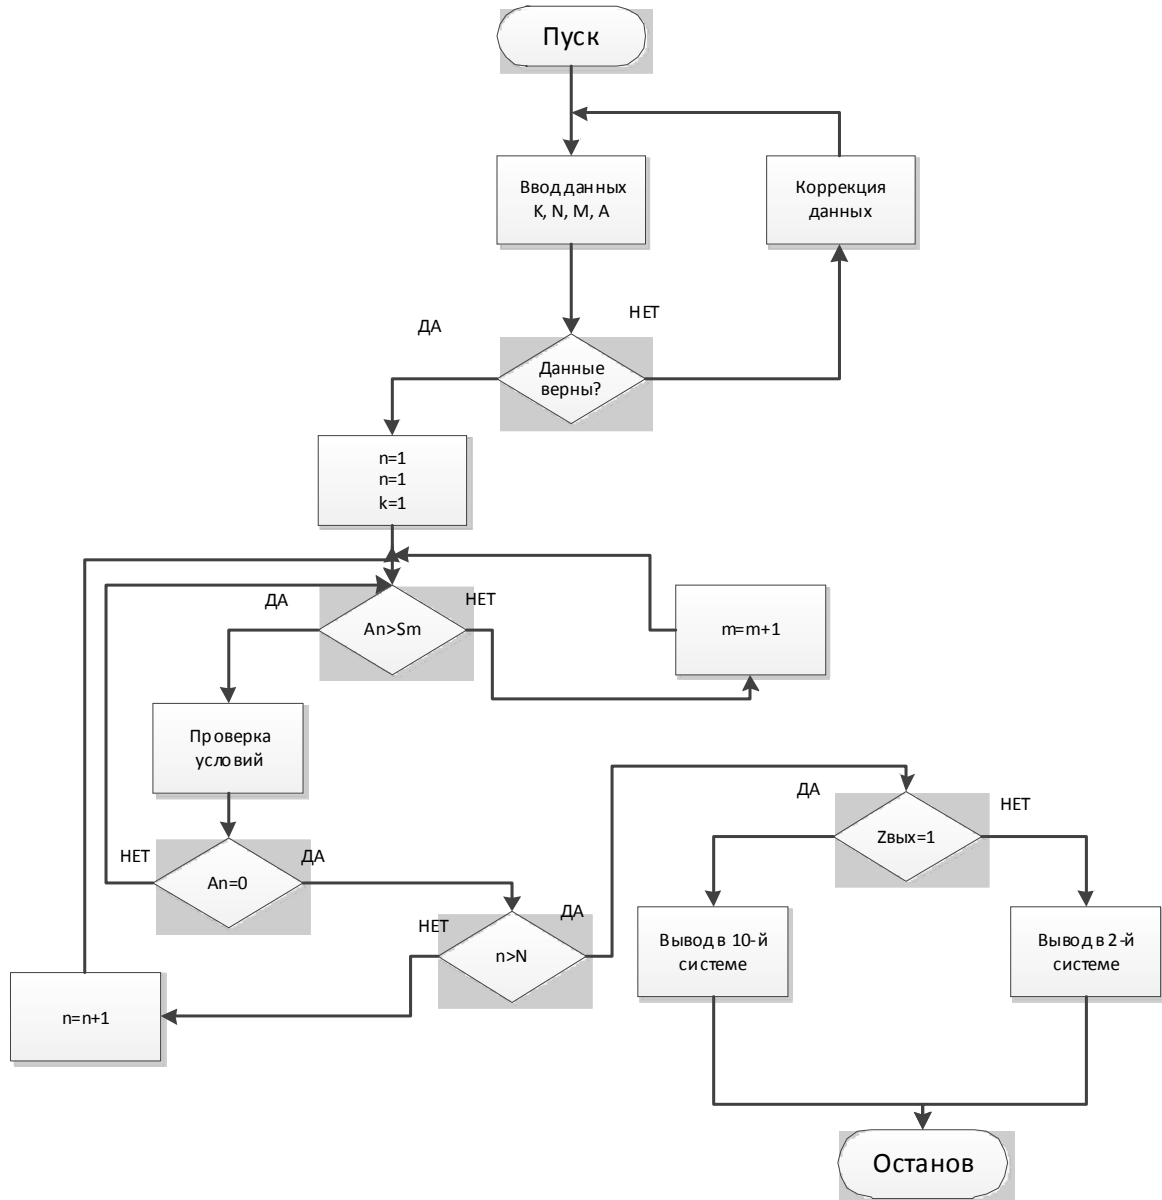 Пуск
Ввод данных
K, N, M, A
Коррекция
данных
ДА
НЕТ
Данные
верны?
n=1
n=1
k=1
ДА
НЕТ
An>Sm
m=m+1
Проверка
условий
НЕТ
ДА
An=0
НЕТ
ДА
n>N
n=n+1
ДА
НЕТ
Zвых=1
Вывод в 10-й
системе
Вывод в 2-й
системе
Останов